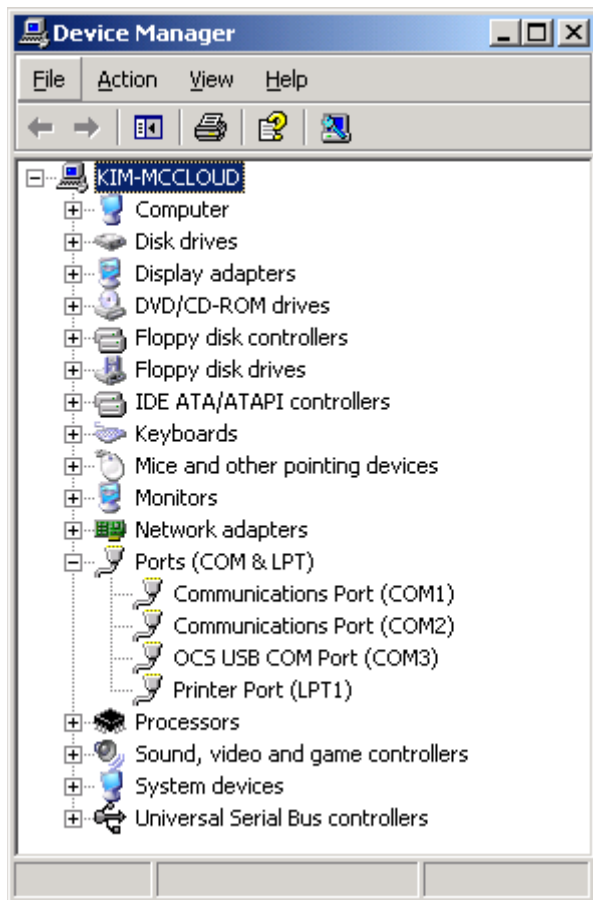 Device Manager
File Action View Help
KIM-MCCLOUD
Computer
Disk drives
Display adapters
DVD/CD-ROM drives
Floppy disk controllers
Floppy disk drives
IDE ATA/ATAPI controllers
Keyboards
Mice and other pointing devices
Monitors
Network adapters
Ports (COM & LPT)
Communications Port (COM1)
Communications Port (COM2)
OCS USB COM Port (COM3)
Printer Port (LPT1)
Processors
Sound, video and game controllers
System devices
Universal Serial Bus controllers